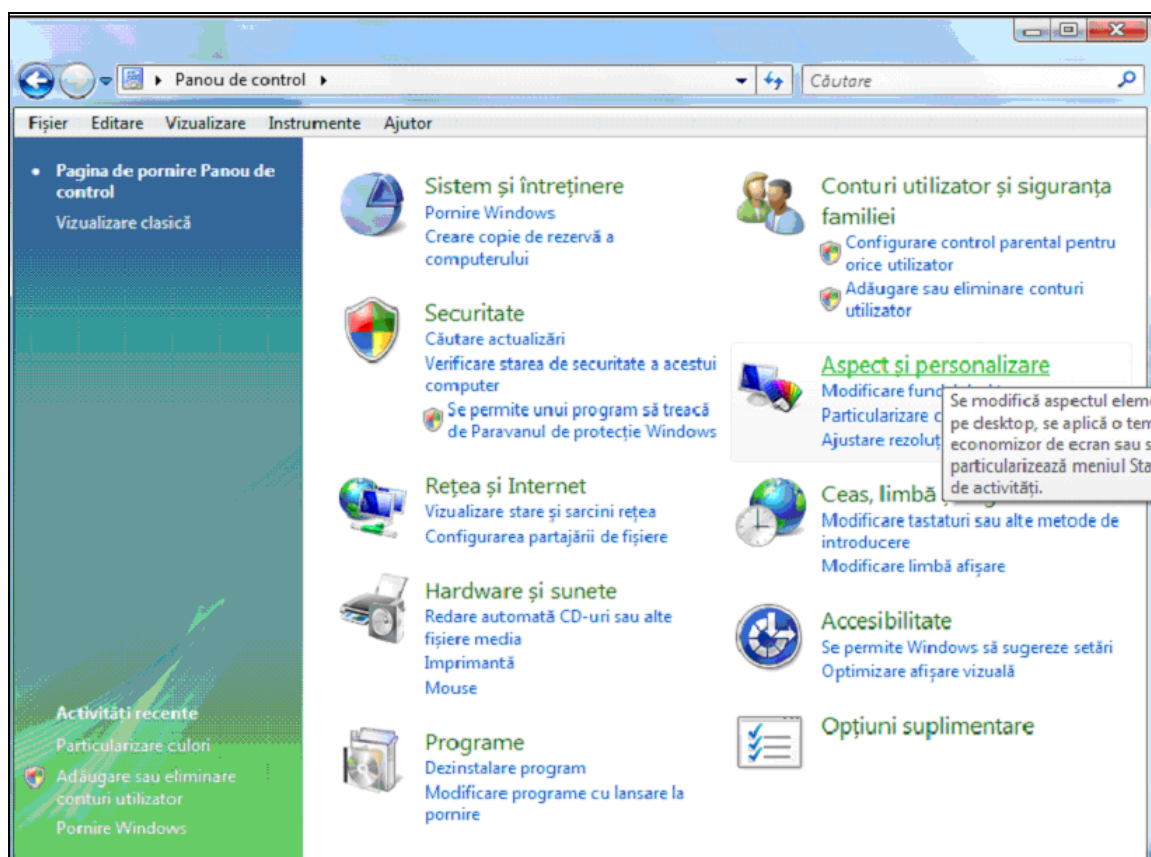 Panou de control
Căutare
Fișier Editare Vizualizare Instrumente Ajutor
Pagina de pornire Panou de
control
Vizualizare clasică
Activități recente
Particularizare culori
Adăugare sau eliminare
conturi utilizator
Pornire Windows
Sistem și întreținere
Pornire Windows
Creare copie de rezervă a
computerului
Securitate
Căutare actualizări
Verificare starea de securitate a acestui
computer
Se permite unui program să treacă
de Paravanul de protecție Windows
Rețea și Internet
Vizualizare stare și sarcini rețea
Configurarea partajării de fișiere
Hardware și sunete
Redare automată CD-uri sau alte
fișiere media
Imprimantă
Mouse
Programe
Dezinstalare program
Modificare programe cu lansare la
pornire
Conturi utilizator și siguranța
familiei
Configurare control parental pentru
orice utilizator
Adăugare sau eliminare conturi
utilizator
Aspect și personalizare
Modificare
Particularizare
Ajustare
Se modifică aspectul
pe desktop, se aplică o
economizor de ecran sau
particularizează meniul
de activități.
Ceas, limbă
Modificare tastaturi sau alte metode de
introducere
Modificare limbă afișare
Accesibilitate
Se permite Windows să sugereze setări
Optimizare afișare vizuală
Opțiuni suplimentare